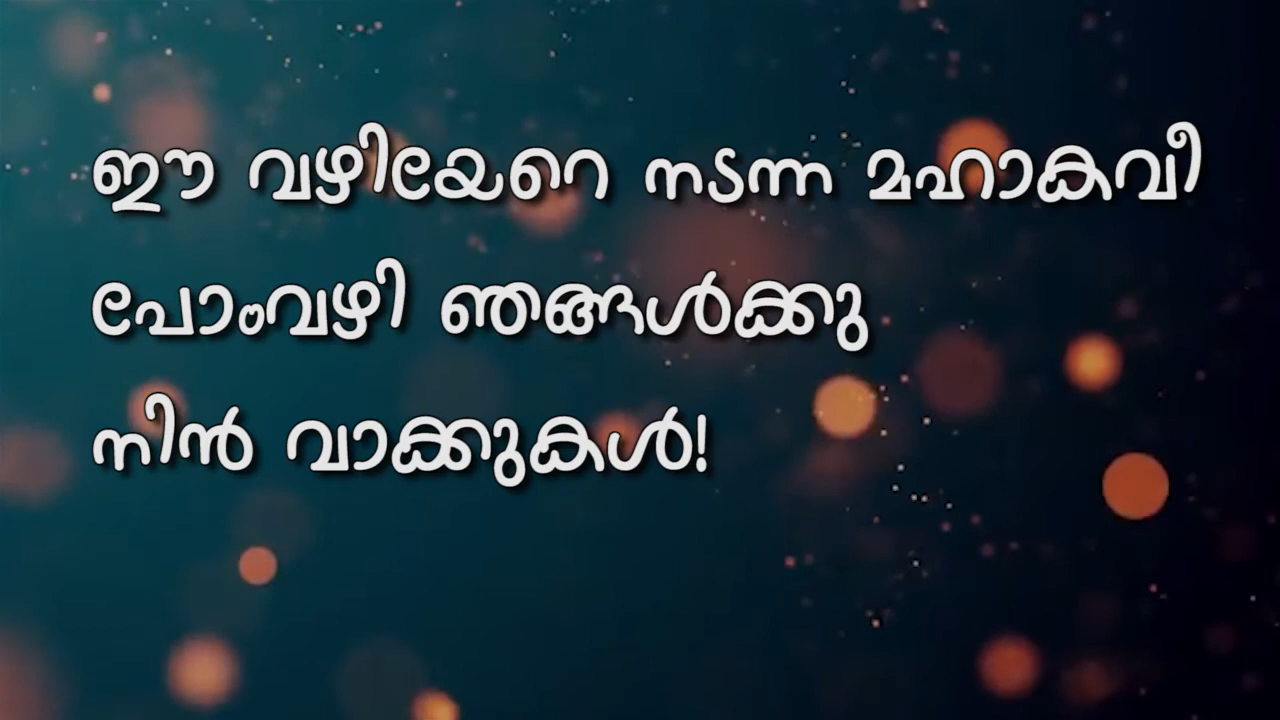 ഈ വഴിയേറെ നടന്ന മഹാകവീ
പോംവഴി ഞങ്ങൾക്കു
നിൻ വാക്കുകൾ!